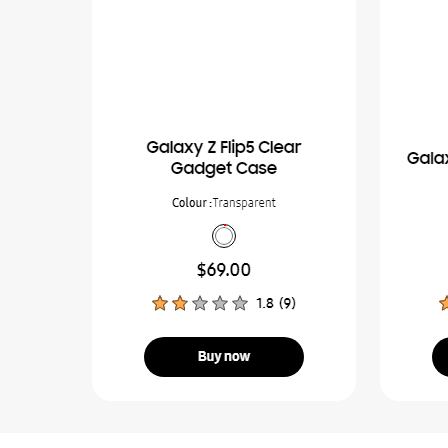 Galaxy Z Flip5 Clear
Gadget Case
Colour :Transparent
$69.00
1.8 (9)
Buy now